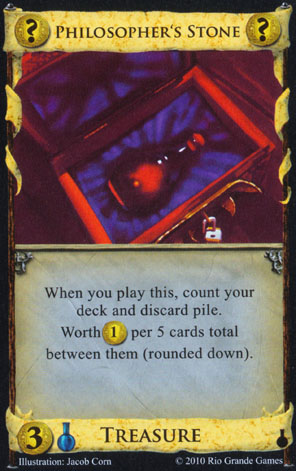 ? PHILOSOPHER'S STONE ?
When you play this, count your
deck and discard pile.
Worth 1 per 5 cards total
between them (rounded down).
3 TREASURE
Illustration: Jacob Corn © 2010 Rio Grande Games